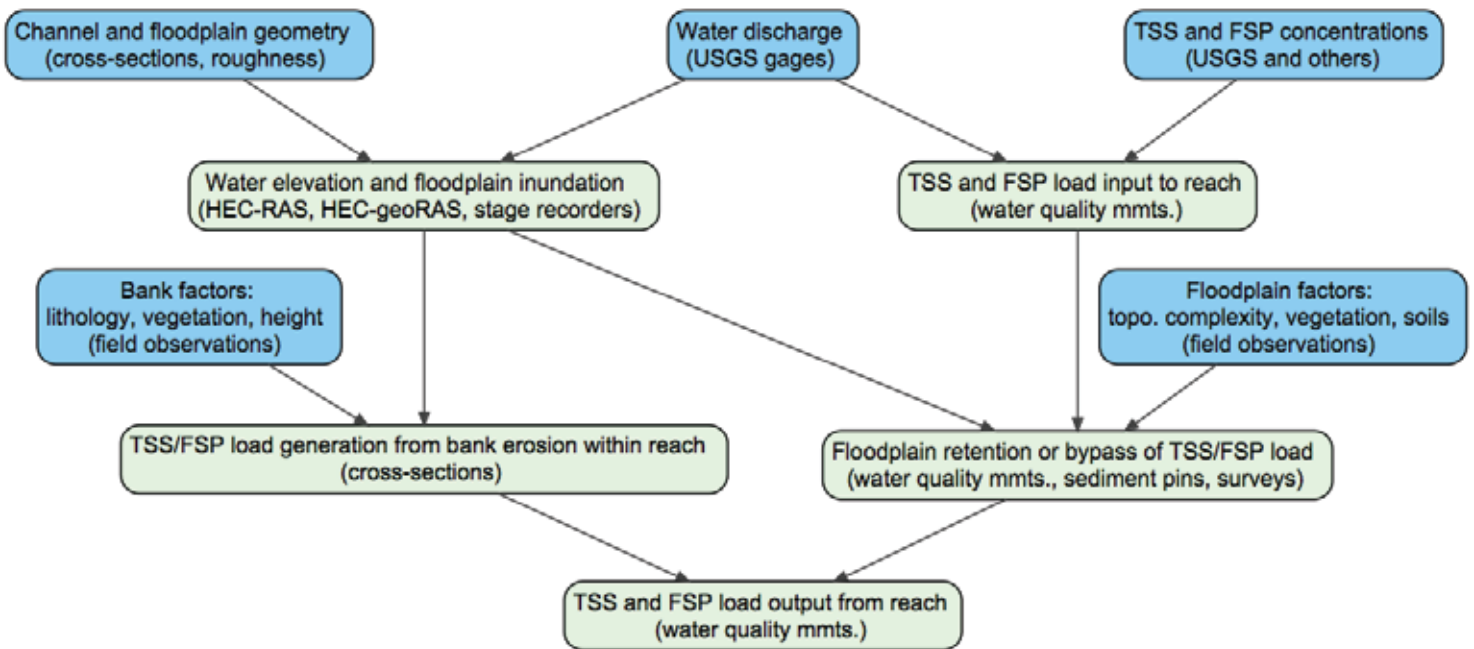 Channel and floodplain geometry
(cross-sections, roughness)
Water discharge
(USGS gages)
TSS and FSP concentrations
(USGS and others)
Water elevation and floodplain inundation
(HEC-RAS, HEC-geoRAS, stage recorders)
TSS and FSP load input to reach
(water quality mmts.)
Bank factors:
lithology, vegetation, height
(field observations)
Floodplain factors:
topo. complexity, vegetation, soils
(field observations)
TSS/FSP load generation from bank erosion within reach
(cross-sections)
Floodplain retention or bypass of TSS/FSP load
(water quality mmts., sediment pins, surveys)
TSS and FSP load output from reach
(water quality mmts.)